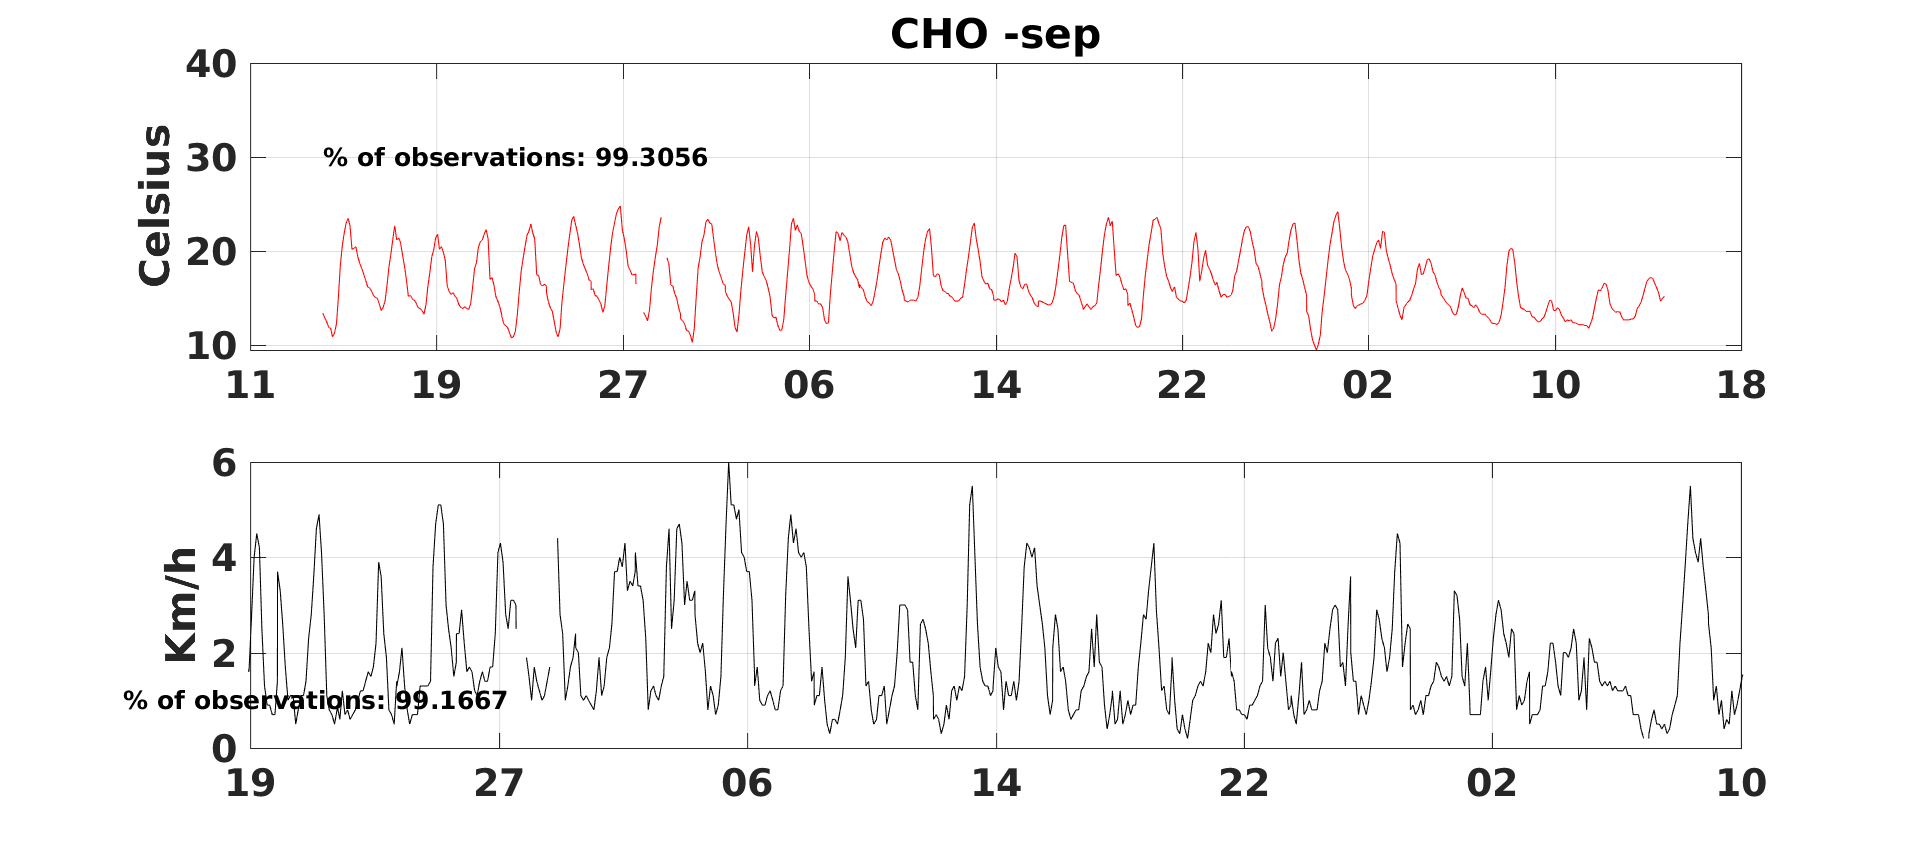 CHO -sep
Celsius
40
30
20
10
% of observations: 99.3056
11 19 27 06 14 22 02 10 18
Km/h
6
4
2
0
% of observations: 99.1667
19 27 06 14 22 02 10